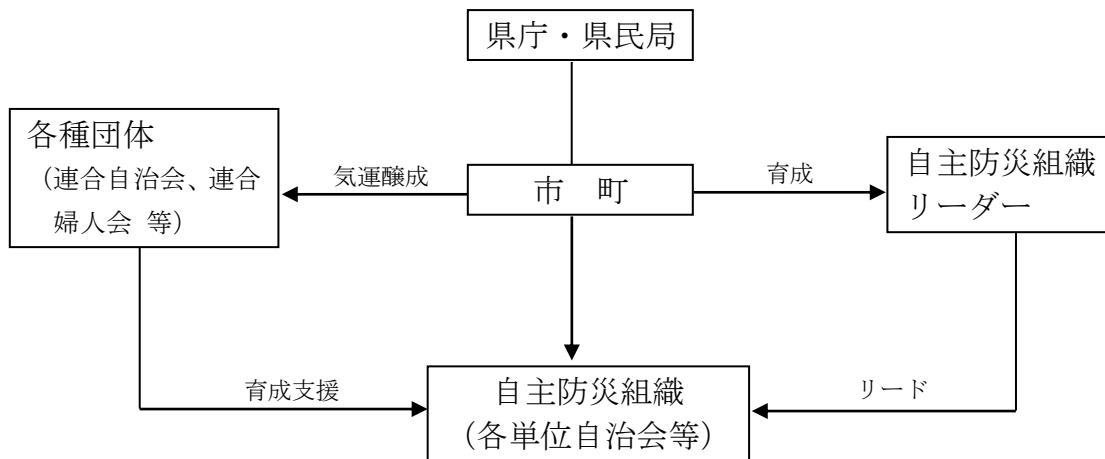 県庁・県民局
各種団体
（連合自治会、連合
婦人会 等）
気運醸成
市　町
育成
自主防災組織
リーダー
育成支援
自主防災組織
（各単位自治会等）
リード